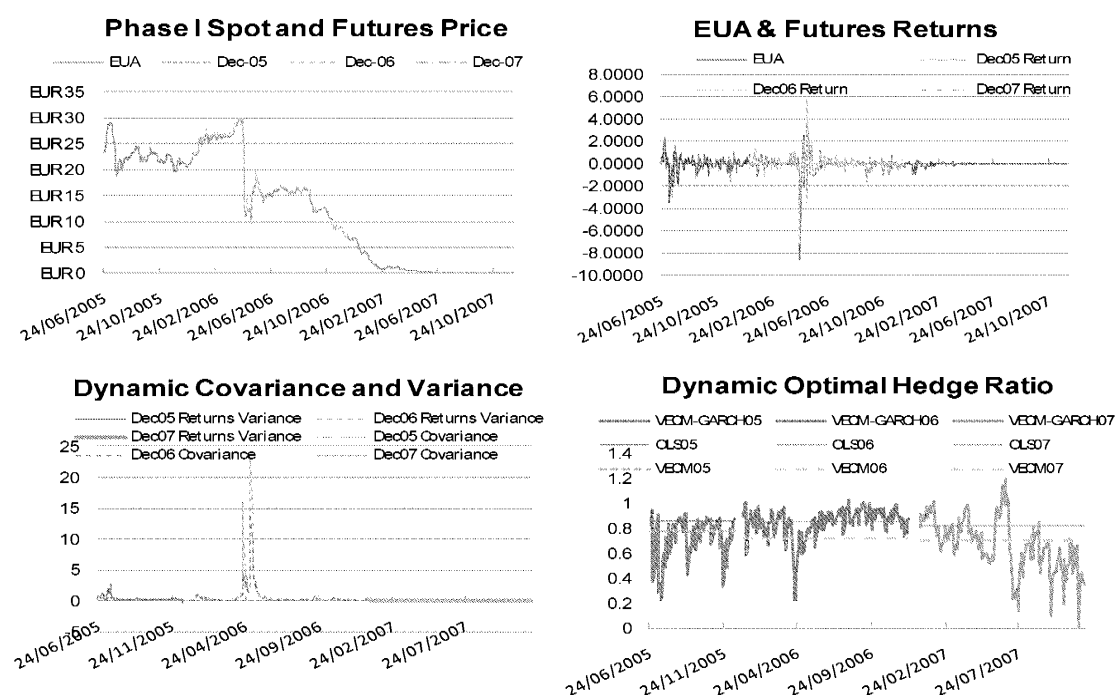 Phase I Spot and Futures Price
EUA Dec-05 Dec-06 Dec-07
EUR35
EUR30
EUR25
EUR20
EUR15
EUR10
EUR5
EUR0
24/06/2005 24/10/2005 24/02/2006 24/06/2006 24/10/2006 24/02/2007 24/06/2007 24/10/2007
EUA & Futures Returns
EUA Dec05 Return
Dec06 Return Dec07 Return
8.0000
6.0000
4.0000
2.0000
0.0000
-2.0000
-4.0000
-6.0000
-8.0000
-10.0000
24/06/2005 24/10/2005 24/02/2006 24/06/2006 24/10/2006 24/02/2007 24/06/2007 24/10/2007
Dynamic Covariance and Variance
Dec05 Returns Variance Dec06 Returns Variance
Dec07 Returns Variance Dec05 Covariance
Dec06 Covariance Dec07 Covariance
25
20
15
10
5
0
24/06/2005 24/11/2005 24/04/2006 24/09/2006 24/02/2007 24/07/2007
Dynamic Optimal Hedge Ratio
VECM-GARCH05 VECM-GARCH06 VECM-GARCH07
OLS05 OLS06 OLS07
VECM05 VECM06 VECM07
1.4
1.2
1
0.8
0.6
0.4
0.2
0
24/06/2005 24/11/2005 24/04/2006 24/09/2006 24/02/2007 24/07/2007